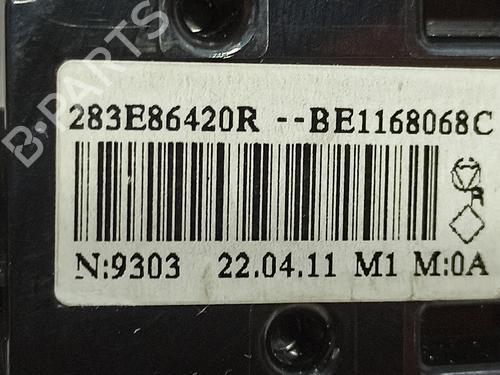 B-PARTS
283E86420R --BE1168068C
R
N:9303 22.04.11 M1 M:0A